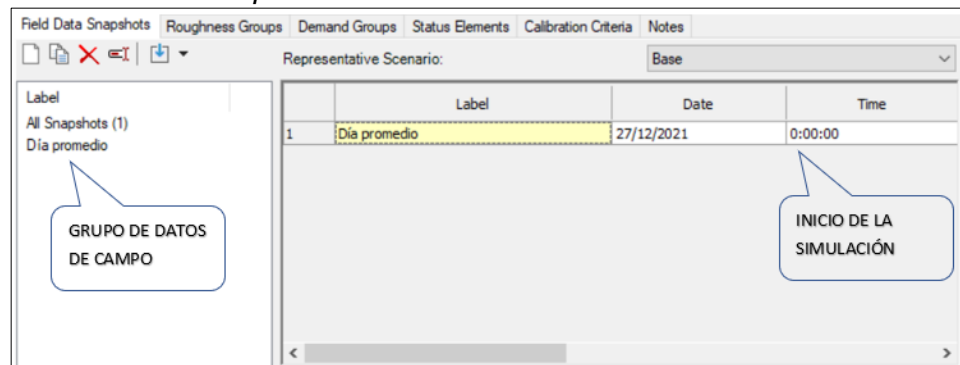 Field Data Snapshots Roughness Groups Demand Groups Status Elements Calibration Criteria Notes
Representative Scenario: Base
Label
All Snapshots (1)
Día promedio
Label Date Time
1 Día promedio 27/12/2021 0:00:00
GRUPO DE DATOS
DE CAMPO
INICIO DE LA
SIMULACIÓN